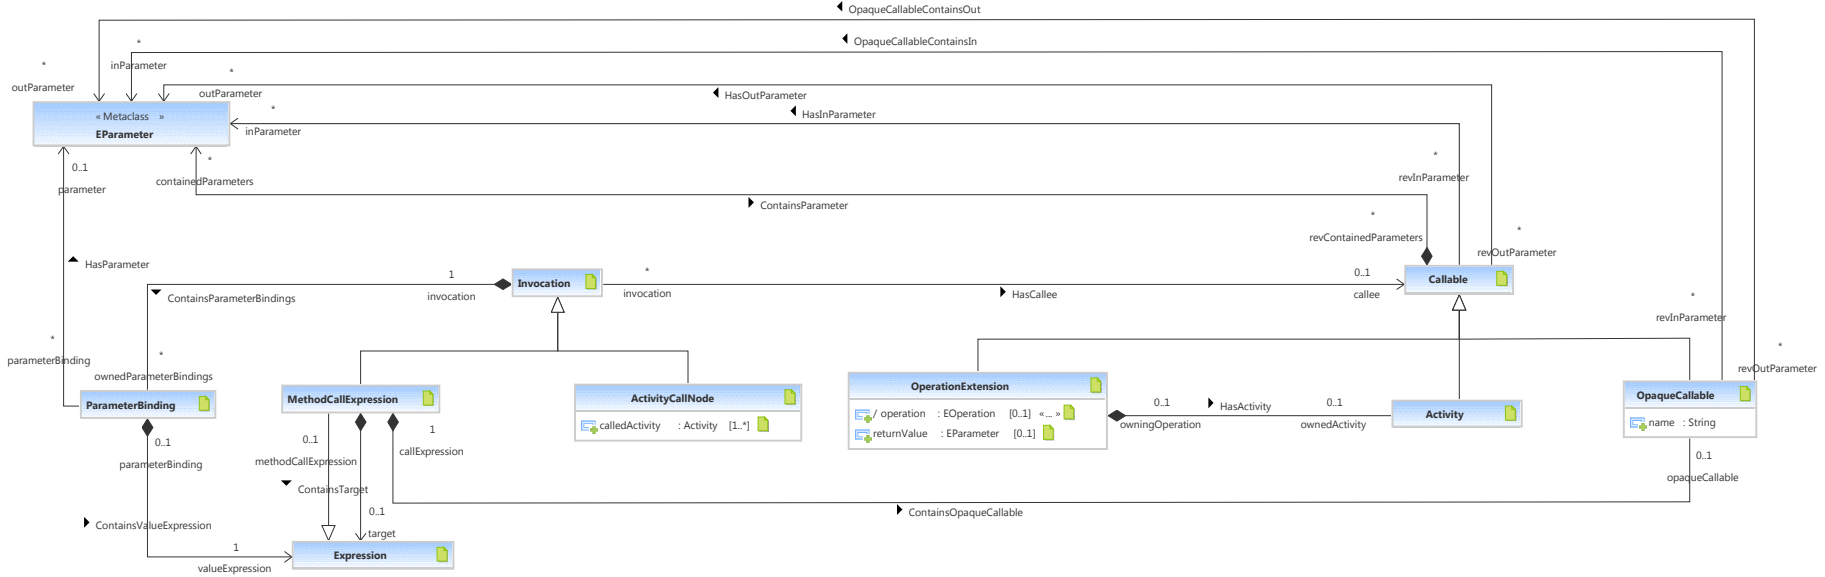 OpaqueCallableContainsOut
OpaqueCallableContainsIn
*
inParameter
*
outParameter
*
outParameter
HasOutParameter
*
inParameter
HasInParameter
« Metaclass »
EParameter
0..1
parameter
*
containedParameters
*
revInParameter
ContainsParameter
*
revContainedParameters
*
revOutParameter
HasParameter
1
invocation
Invocation
*
invocation
0..1
callee
Callable
ContainsParameterBindings
HasCallee
*
revInParameter
*
parameterBinding
*
ownedParameterBindings
*
revOutParameter
ParameterBinding
MethodCallExpression
ActivityCallNode
calledActivity : Activity [1..*]
OperationExtension
/ operation : EOperation [0..1] «... »
returnValue : EParameter [0..1]
0..1
owningOperation
HasActivity
0..1
ownedActivity
Activity
OpaqueCallable
name : String
0..1
parameterBinding
0..1
methodCallExpression
1
callExpression
0..1
opaqueCallable
ContainsTarget
ContainsOpaqueCallable
ContainsValueExpression
0..1
target
1
valueExpression
Expression